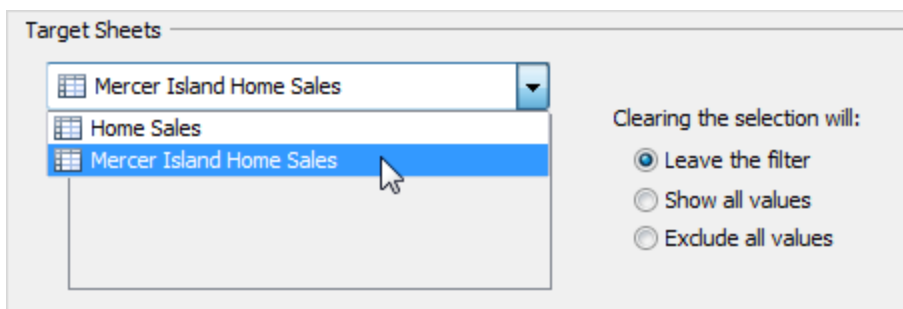 Target Sheets
Mercer Island Home Sales
Home Sales
Mercer Island Home Sales
Clearing the selection will:
Leave the filter
Show all values
Exclude all values